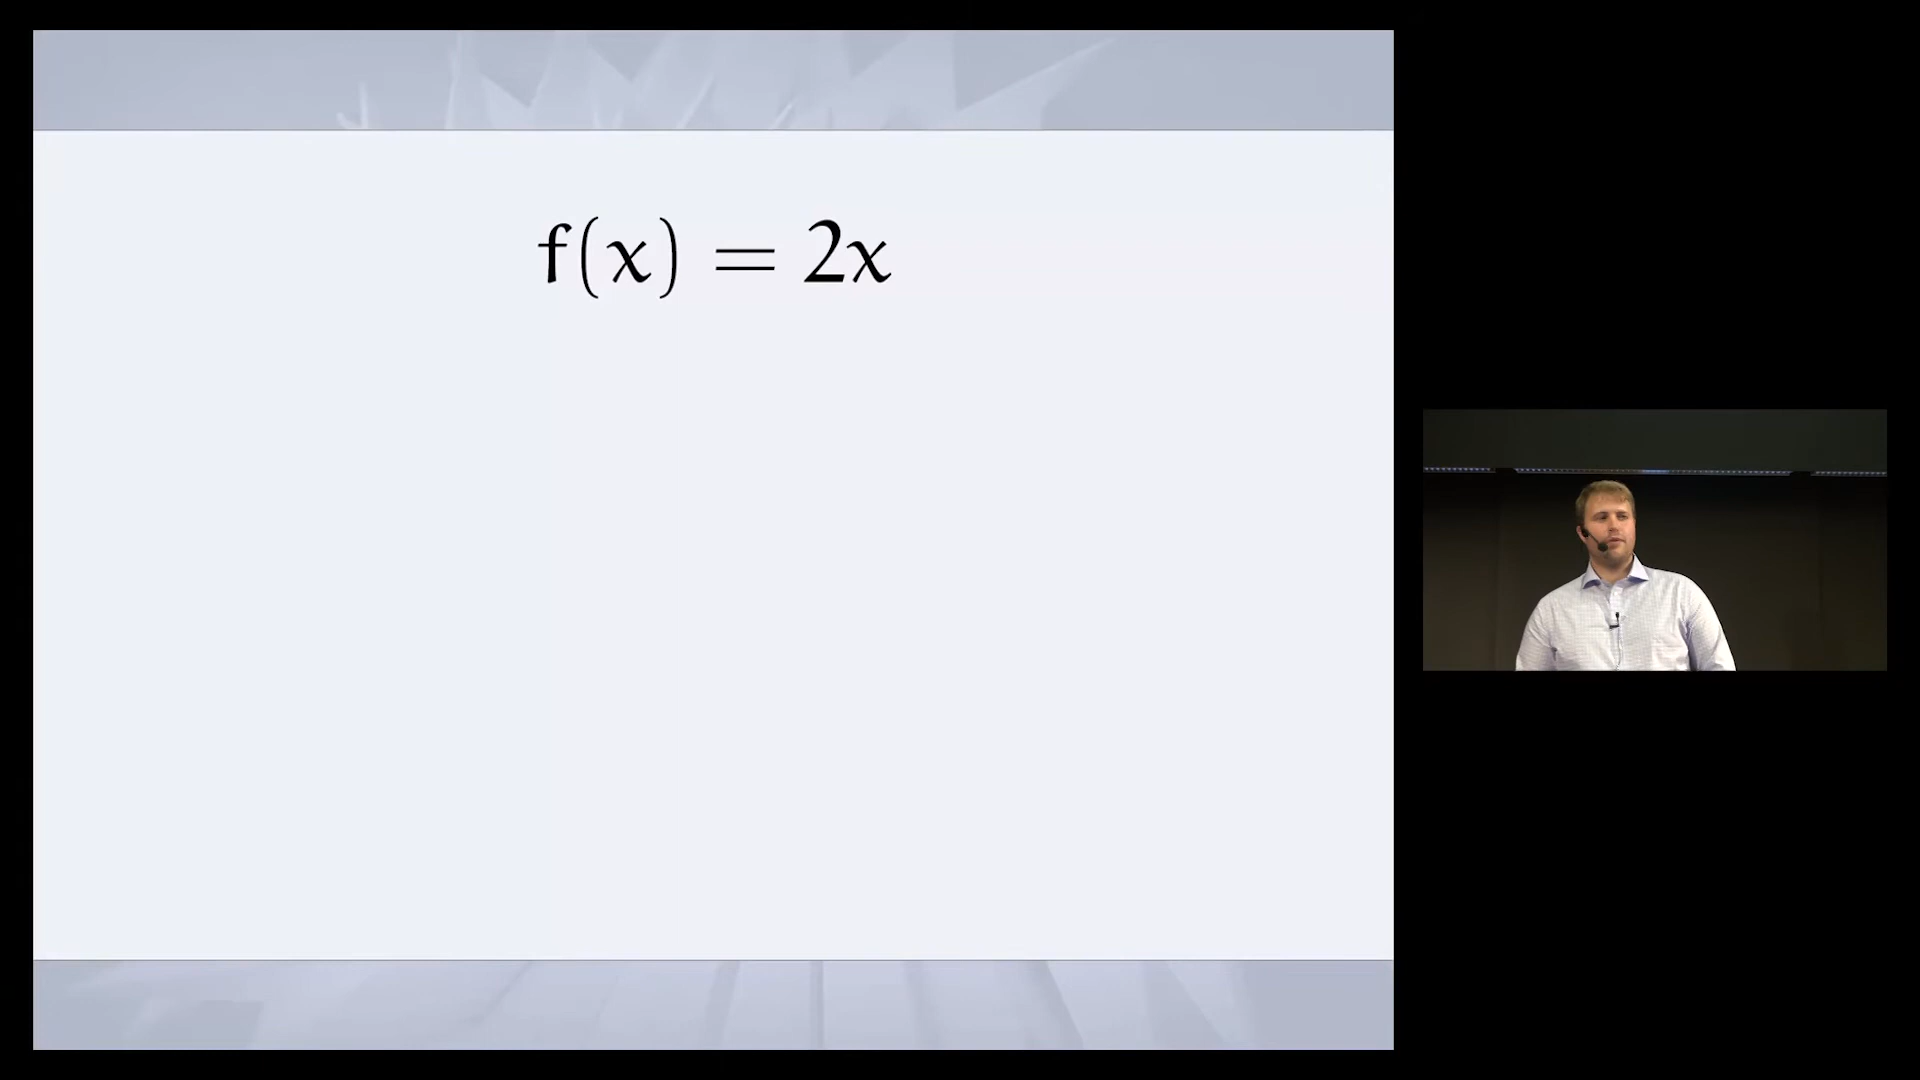 f(x) = 2x